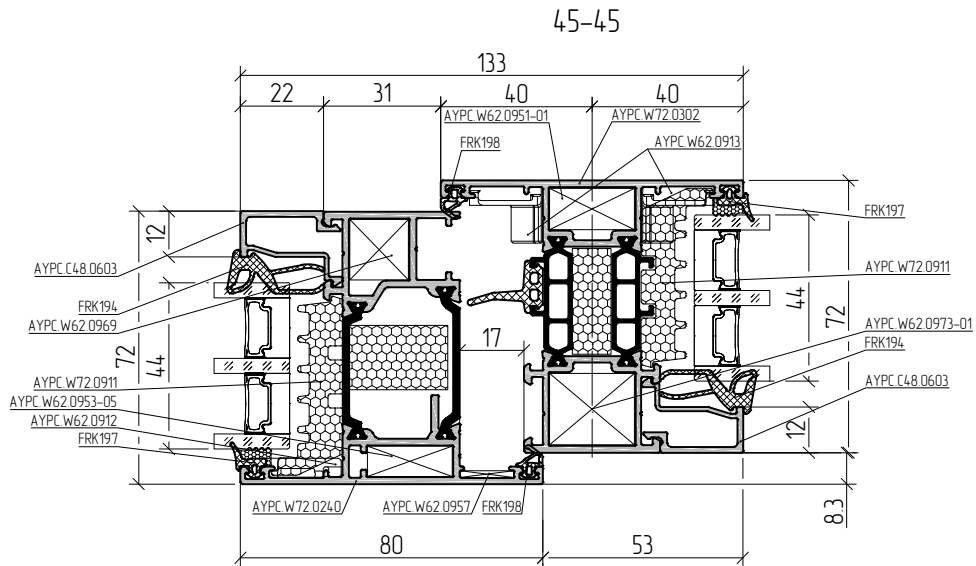 45-45
133
22
31
40
40
AYPC.W62.0951-01
AYPC.W72.0302
FRK198
AYPC.W62.0913
FRK197
12
AYPC.C48.0603
FRK194
AYPC.W62.0969
72
44
17
AYPC.W72.0911
44
72
AYPC.W62.0973-01
FRK194
AYPC.C48.0603
AYPC.W72.0911
AYPC.W62.0953-05
AYPC.W62.0912
FRK197
12
AYPC.W72.0240
AYPC.W62.0957
FRK198
8.3
80
53